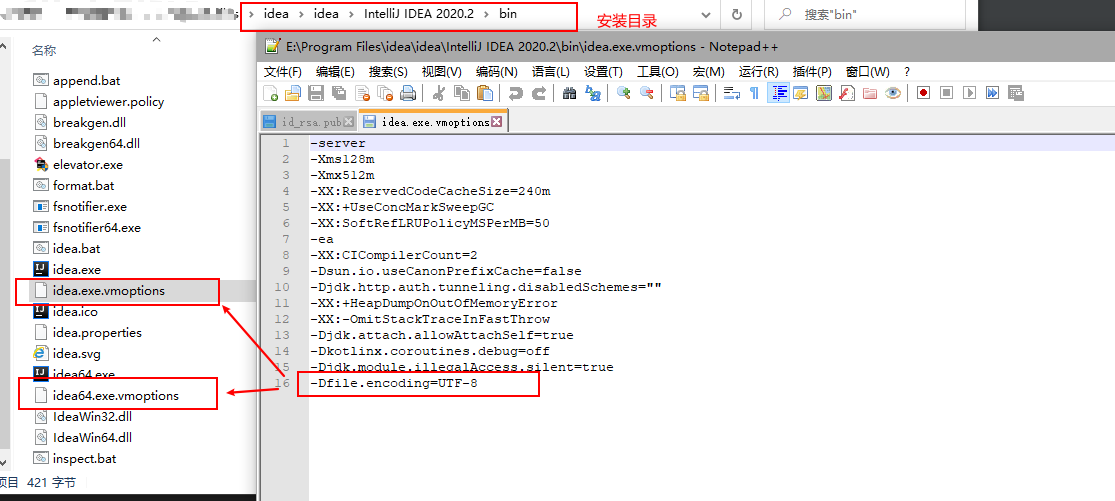 idea › idea › IntelliJ IDEA 2020.2 › bin
安装目录
搜索"bin"
名称
append.bat
appletviewer.policy
breakgen.dll
breakgen64.dll
elevator.exe
format.bat
fsnotifier.exe
fsnotifier64.exe
idea.bat
idea.exe
idea.exe.vmoptions
idea.ico
idea.properties
idea.svg
idea64.exe
idea64.exe.vmoptions
IdeaWin32.dll
IdeaWin64.dll
inspect.bat
项目 421 字节
E:\Program Files\idea\idea\IntelliJ IDEA 2020.2\bin\idea.exe.vmoptions - Notepad++
文件(F) 编辑(E) 搜索(S) 视图(V) 编码(N) 语言(L) 设置(T) 工具(O) 宏(M) 运行(R) 插件(P) 窗口(W) ?
id_rsa.pub idea.exe.vmoptions
1 -server
2 -Xms128m
3 -Xmx512m
4 -XX:ReservedCodeCacheSize=240m
5 -XX:+UseConcMarkSweepGC
6 -XX:SoftRefLRUPolicyMSPerMB=50
7 -ea
8 -XX:CICompilerCount=2
9 -Dsun.io.useCanonPrefixCache=false
10 -Djdk.http.auth.tunneling.disabledSchemes=""
11 -XX:+HeapDumpOnOutOfMemoryError
12 -XX:-OmitStackTraceInFastThrow
13 -Djdk.attach.allowAttachSelf=true
14 -Dkotlinx.coroutines.debug=off
15 -Djdk.module.illegalAccess.silent=true
16 -Dfile.encoding=UTF-8